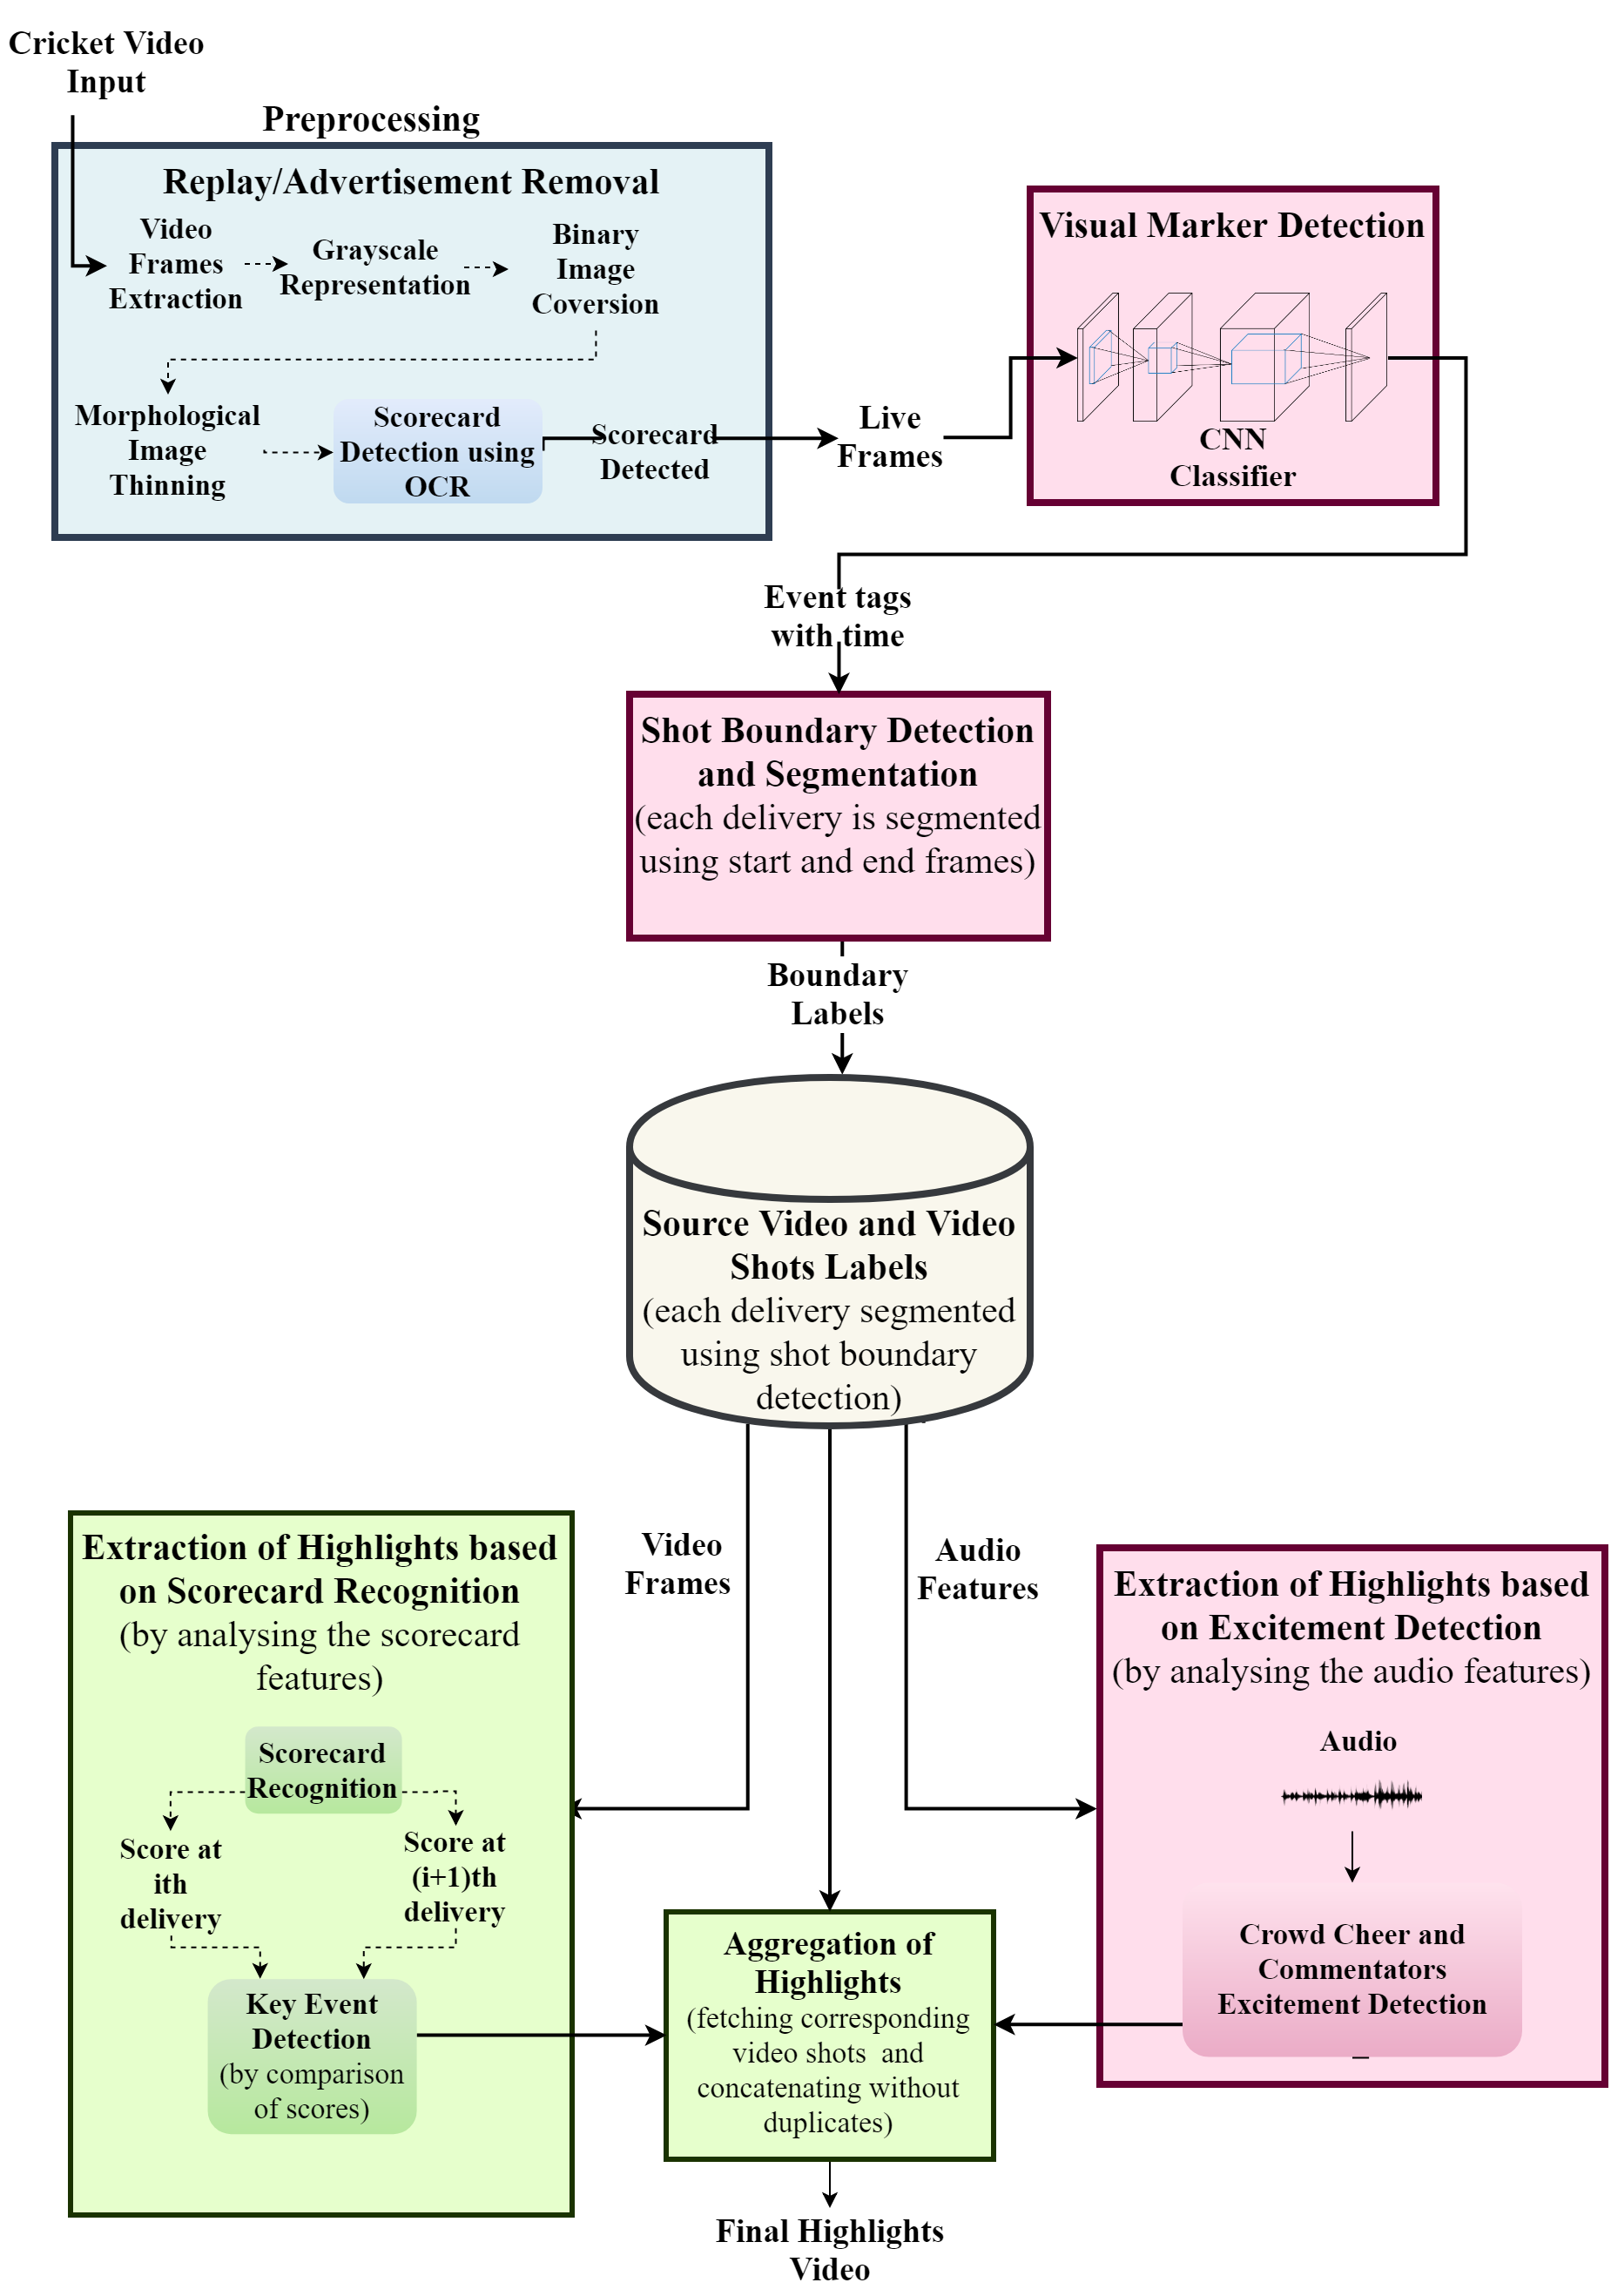 Cricket Video
Input
Preprocessing
Replay/Advertisement Removal
Video
Frames
Extraction
Grayscale
Representation
Binary
Image
Coversion
Morphological
Image
Thinning
Scorecard
Detection using
OCR
Scorecard
Detected
Live
Frames
Visual Marker Detection
CNN
Classifier
Event tags
with time
Shot Boundary Detection
and Segmentation
(each delivery is segmented
using start and end frames)
Boundary
Labels
Source Video and Video
Shots Labels
(each delivery segmented
using shot boundary
detection)
Video
Frames
Audio
Features
Extraction of Highlights based
on Scorecard Recognition
(by analysing the scorecard
features)
Scorecard
Recognition
Score at
ith
delivery
Score at
(i+1)th
delivery
Key Event
Detection
(by comparison
of scores)
Extraction of Highlights based
on Excitement Detection
(by analysing the audio features)
Audio
Crowd Cheer and
Commentators
Excitement Detection
Aggregation of
Highlights
(fetching corresponding
video shots  and
concatenating without
duplicates)
Final Highlights
Video